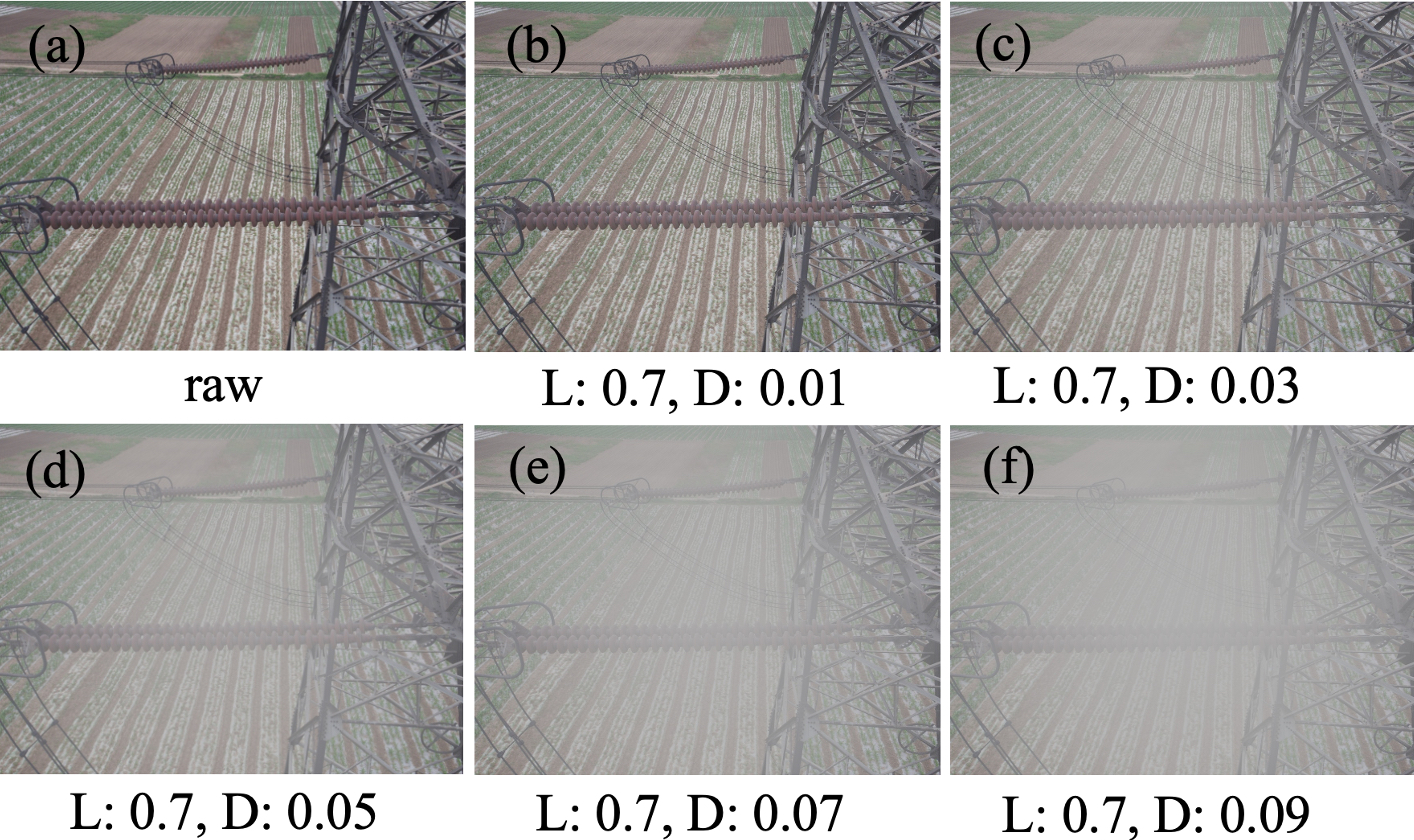 (a)
(b)
(c)
raw
L: 0.7, D: 0.01
L: 0.7, D: 0.03
(d)
(e)
(f)
L: 0.7, D: 0.05
L: 0.7, D: 0.07
L: 0.7, D: 0.09